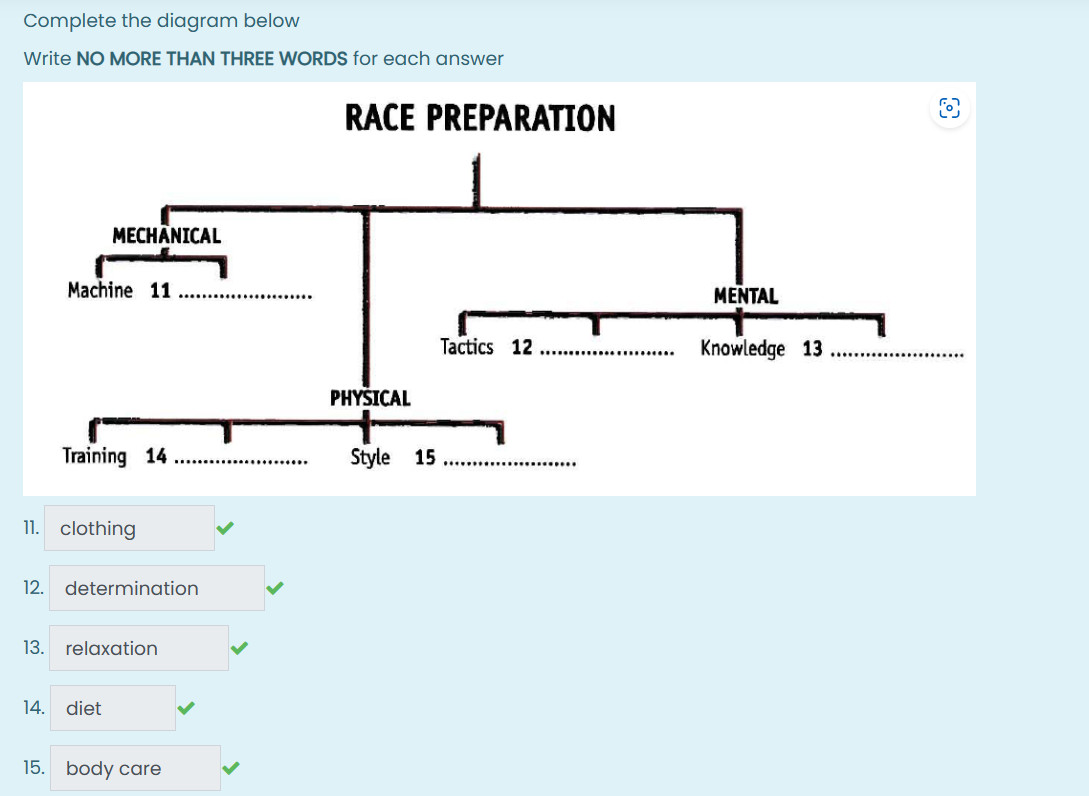 Complete the diagram below
Write NO MORE THAN THREE WORDS for each answer
RACE PREPARATION
MECHANICAL
Machine 11 ........................
MENTAL
Tactics 12 ........................ Knowledge 13 ........................
PHYSICAL
Training 14 ........................ Style 15 ........................
11. clothing
12. determination
13. relaxation
14. diet
15. body care